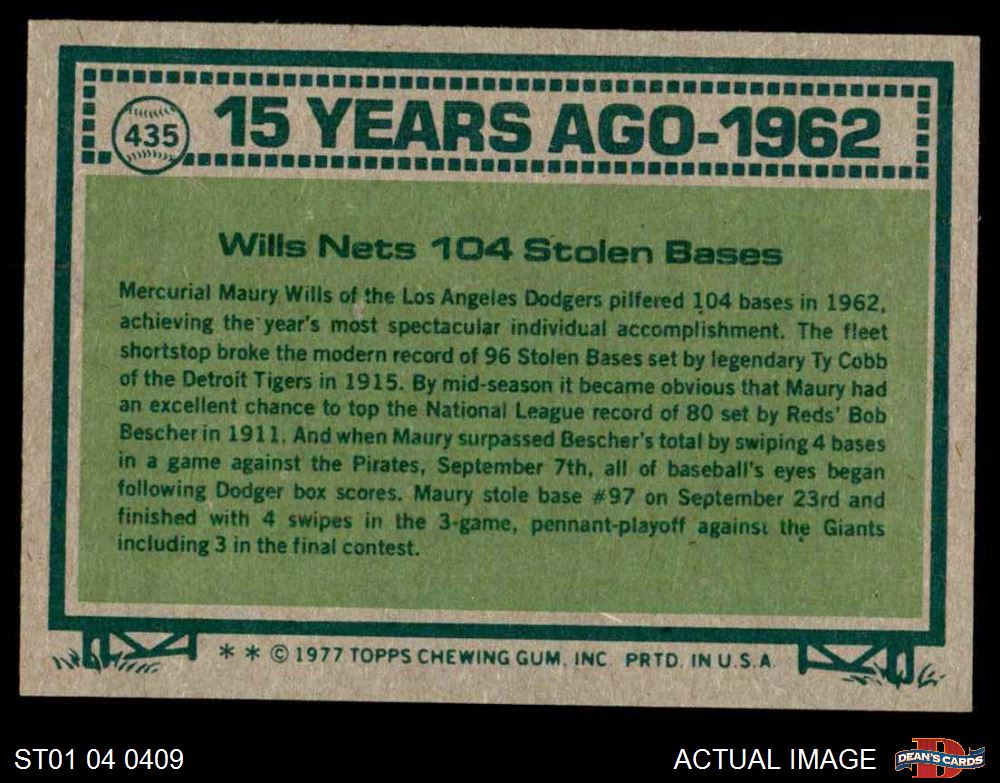 435
15 YEARS AGO-1962
Wills Nets 104 Stolen Bases
Mercurial Maury Wills of the Los Angeles Dodgers pilfered 104 bases in 1962,
achieving the year's most spectacular individual accomplishment. The fleet
shortstop broke the modern record of 96 Stolen Bases set by legendary Ty Cobb
of the Detroit Tigers in 1915. By mid-season it became obvious that Maury had
an excellent chance to top the National League record of 80 set by Reds' Bob
Bescher in 1911. And when Maury surpassed Bescher's total by swiping 4 bases
in a game against the Pirates, September 7th, all of baseball's eyes began
following Dodger box scores. Maury stole base #97 on September 23rd and
finished with 4 swipes in the 3-game, pennant-playoff against the Giants
including 3 in the final contest.
* * © 1977 TOPPS CHEWING GUM, INC. PRTD. IN U.S.A.
ST01 04 0409
ACTUAL IMAGE
D
DEAN'S CARDS